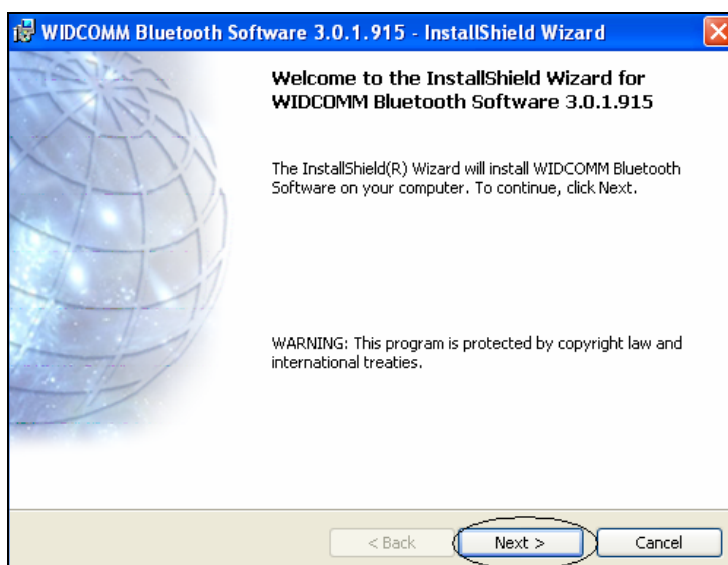 WIDCOMM Bluetooth Software 3.0.1.915 - InstallShield Wizard
Welcome to the InstallShield Wizard for
WIDCOMM Bluetooth Software 3.0.1.915
The InstallShield(R) Wizard will install WIDCOMM Bluetooth
Software on your computer. To continue, click Next.
WARNING: This program is protected by copyright law and
international treaties.
< Back Next > Cancel